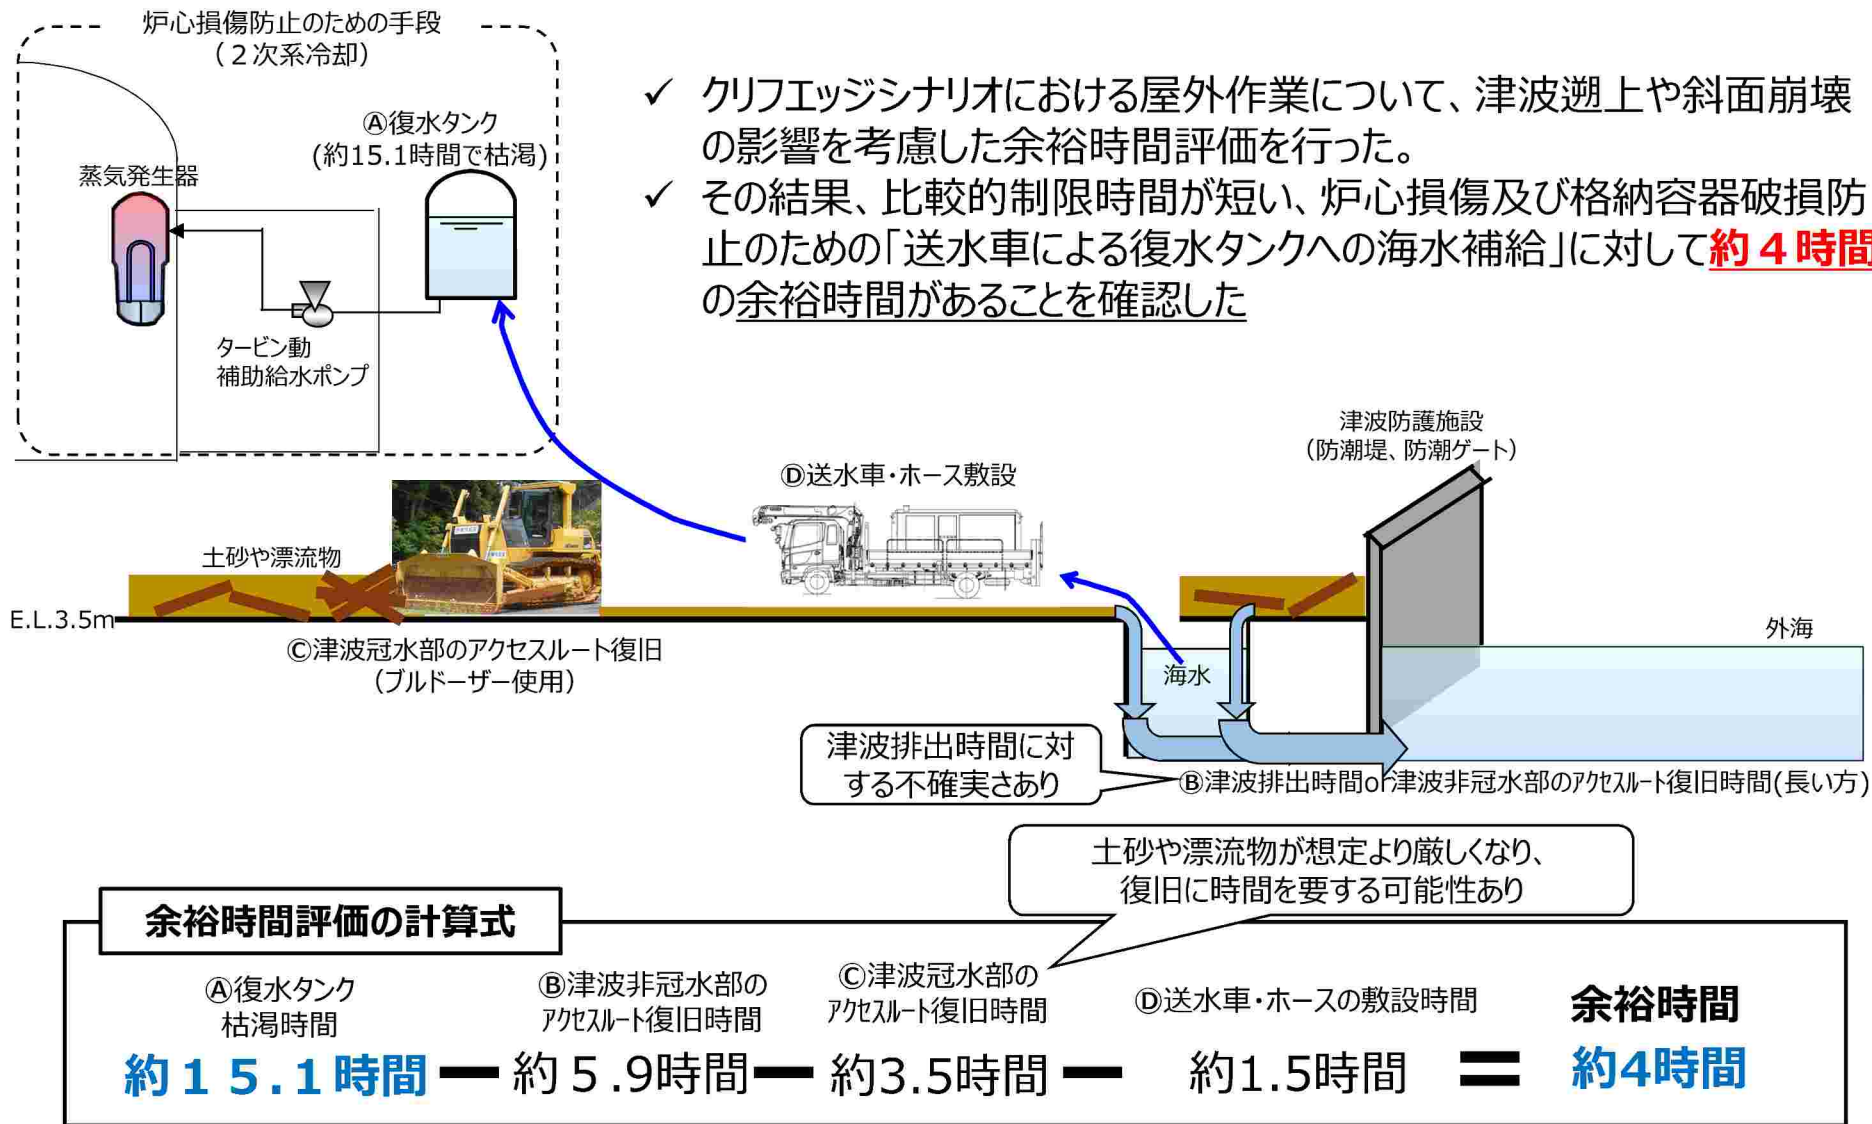 炉心損傷防止のための手段
（２次系冷却）
Ⓐ復水タンク
(約15.1時間で枯渇)
蒸気発生器
タービン動
補助給水ポンプ
✓ クリフエッジシナリオにおける屋外作業について、津波遡上や斜面崩壊
の影響を考慮した余裕時間評価を行った。
✓ その結果、比較的制限時間が短い、炉心損傷及び格納容器破損防
止のための「送水車による復水タンクへの海水補給」に対して約４時間
の余裕時間があることを確認した
津波防護施設
（防潮堤、防潮ゲート）
Ⓓ送水車・ホース敷設
土砂や漂流物
E.L.3.5m
Ⓒ津波冠水部のアクセスルート復旧
（ブルドーザー使用）
外海
海水
津波排出時間に対
する不確実さあり
Ⓑ津波排出時間or津波非冠水部のアクセスルート復旧時間(長い方)
土砂や漂流物が想定より厳しくなり、
復旧に時間を要する可能性あり
余裕時間評価の計算式
Ⓐ復水タンク
枯渇時間
Ⓑ津波非冠水部の
アクセスルート復旧時間
Ⓒ津波冠水部の
アクセスルート復旧時間
Ⓓ送水車・ホースの敷設時間
余裕時間
約１５.１時間 ー 約５.９時間 ー 約3.5時間 ー 約1.5時間 ＝ 約4時間